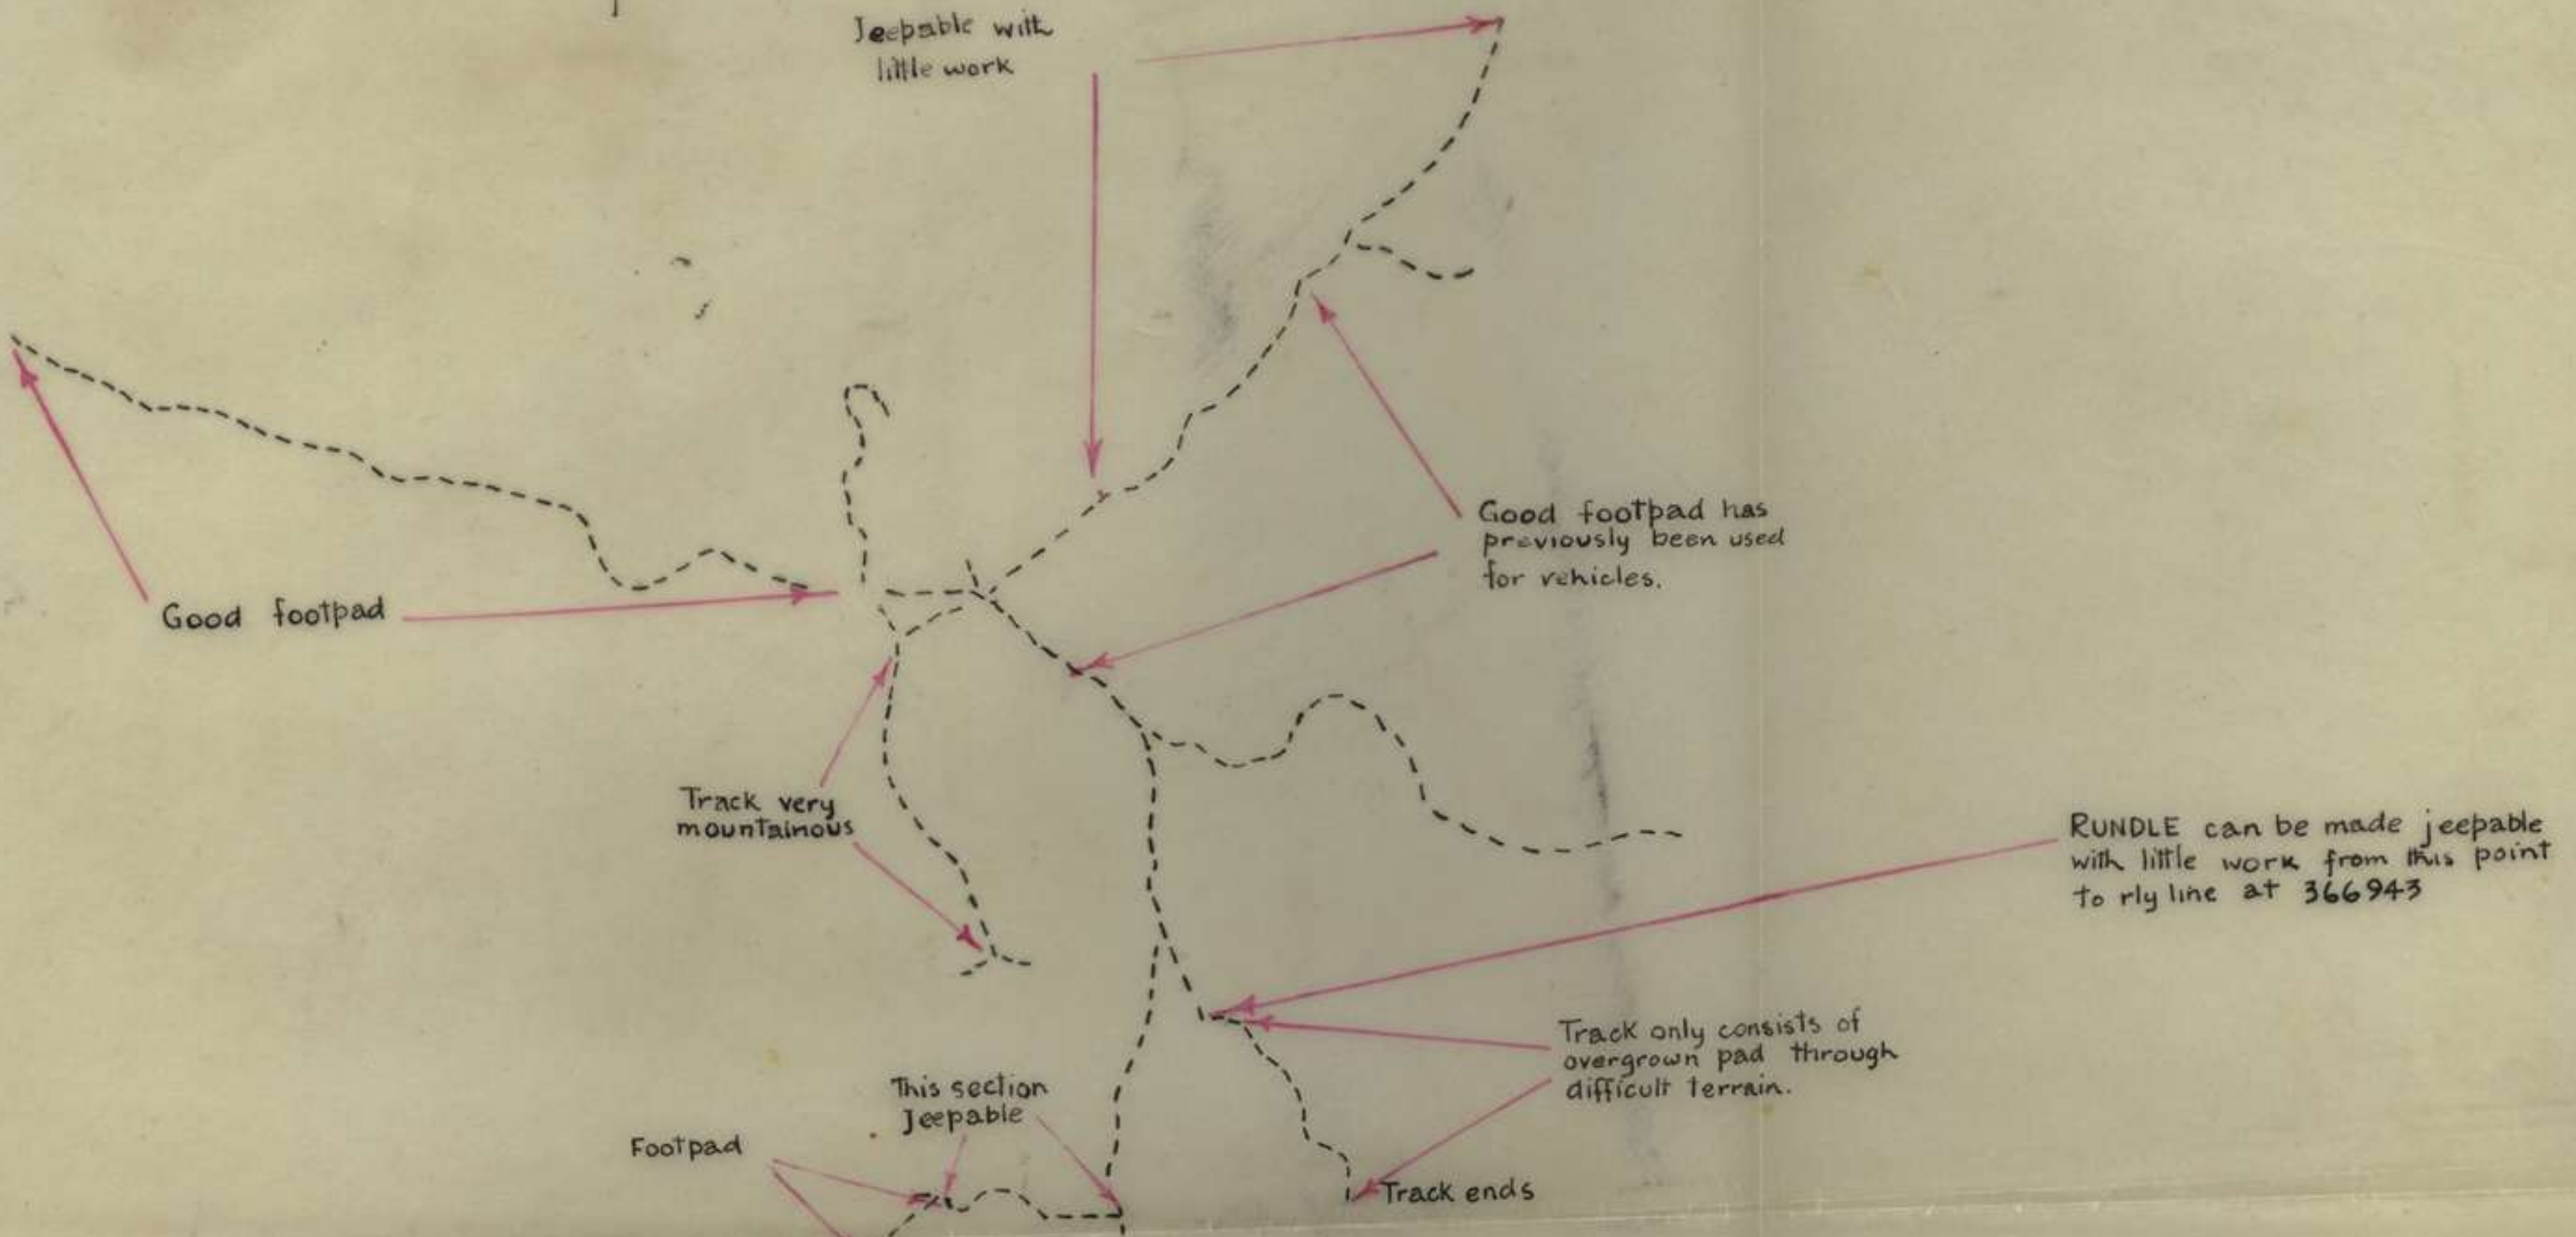 Jeepable with
little work
Good footpad has
previously been used
for vehicles.
Good footpad
Track very
mountainous
RUNDLE can be made jeepable
with little work from this point
to rly line at 366943
Track only consists of
overgrown pad through
difficult terrain.
This section
Jeepable
Footpad
Track ends